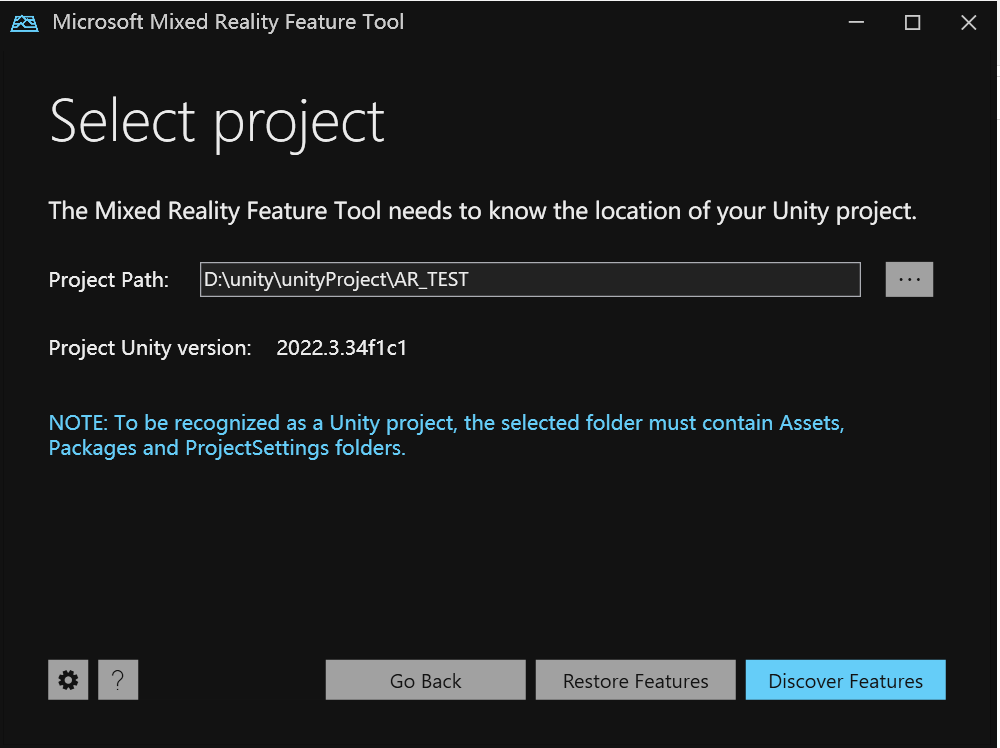 Microsoft Mixed Reality Feature Tool
Select project
The Mixed Reality Feature Tool needs to know the location of your Unity project.
Project Path: D:\unity\unityProject\AR_TEST ...
Project Unity version: 2022.3.34f1c1
NOTE: To be recognized as a Unity project, the selected folder must contain Assets,
Packages and ProjectSettings folders.
? Go Back Restore Features Discover Features